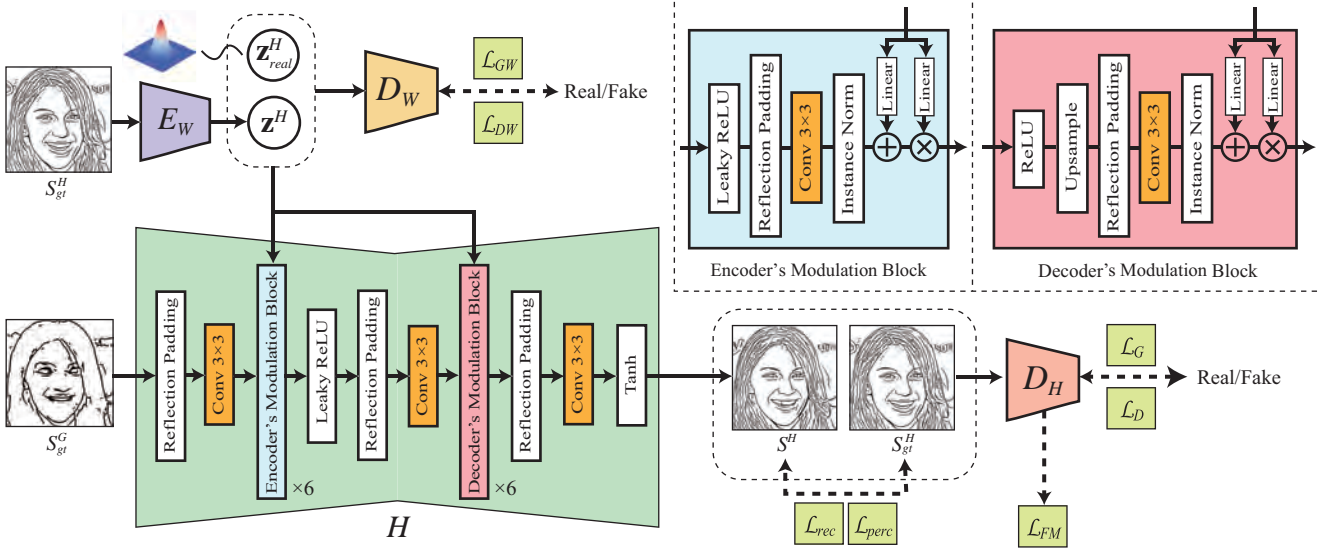 z^H_real
z^H
E_W
D_W
ℒ_GW
ℒ_DW
Real/Fake
S^H_gt
Leaky ReLU
Reflection Padding
Conv 3×3
Instance Norm
Linear
Linear
+
×
Encoder's Modulation Block
ReLU
Upsample
Reflection Padding
Conv 3×3
Instance Norm
Linear
Linear
+
×
Decoder's Modulation Block
S^G_gt
Reflection Padding
Conv 3×3
Encoder's Modulation Block
×6
Leaky ReLU
Reflection Padding
Conv 3×3
Decoder's Modulation Block
×6
Reflection Padding
Conv 3×3
Tanh
H
S^H
S^H_gt
ℒ_rec
ℒ_perc
D_H
ℒ_G
ℒ_D
Real/Fake
ℒ_FM